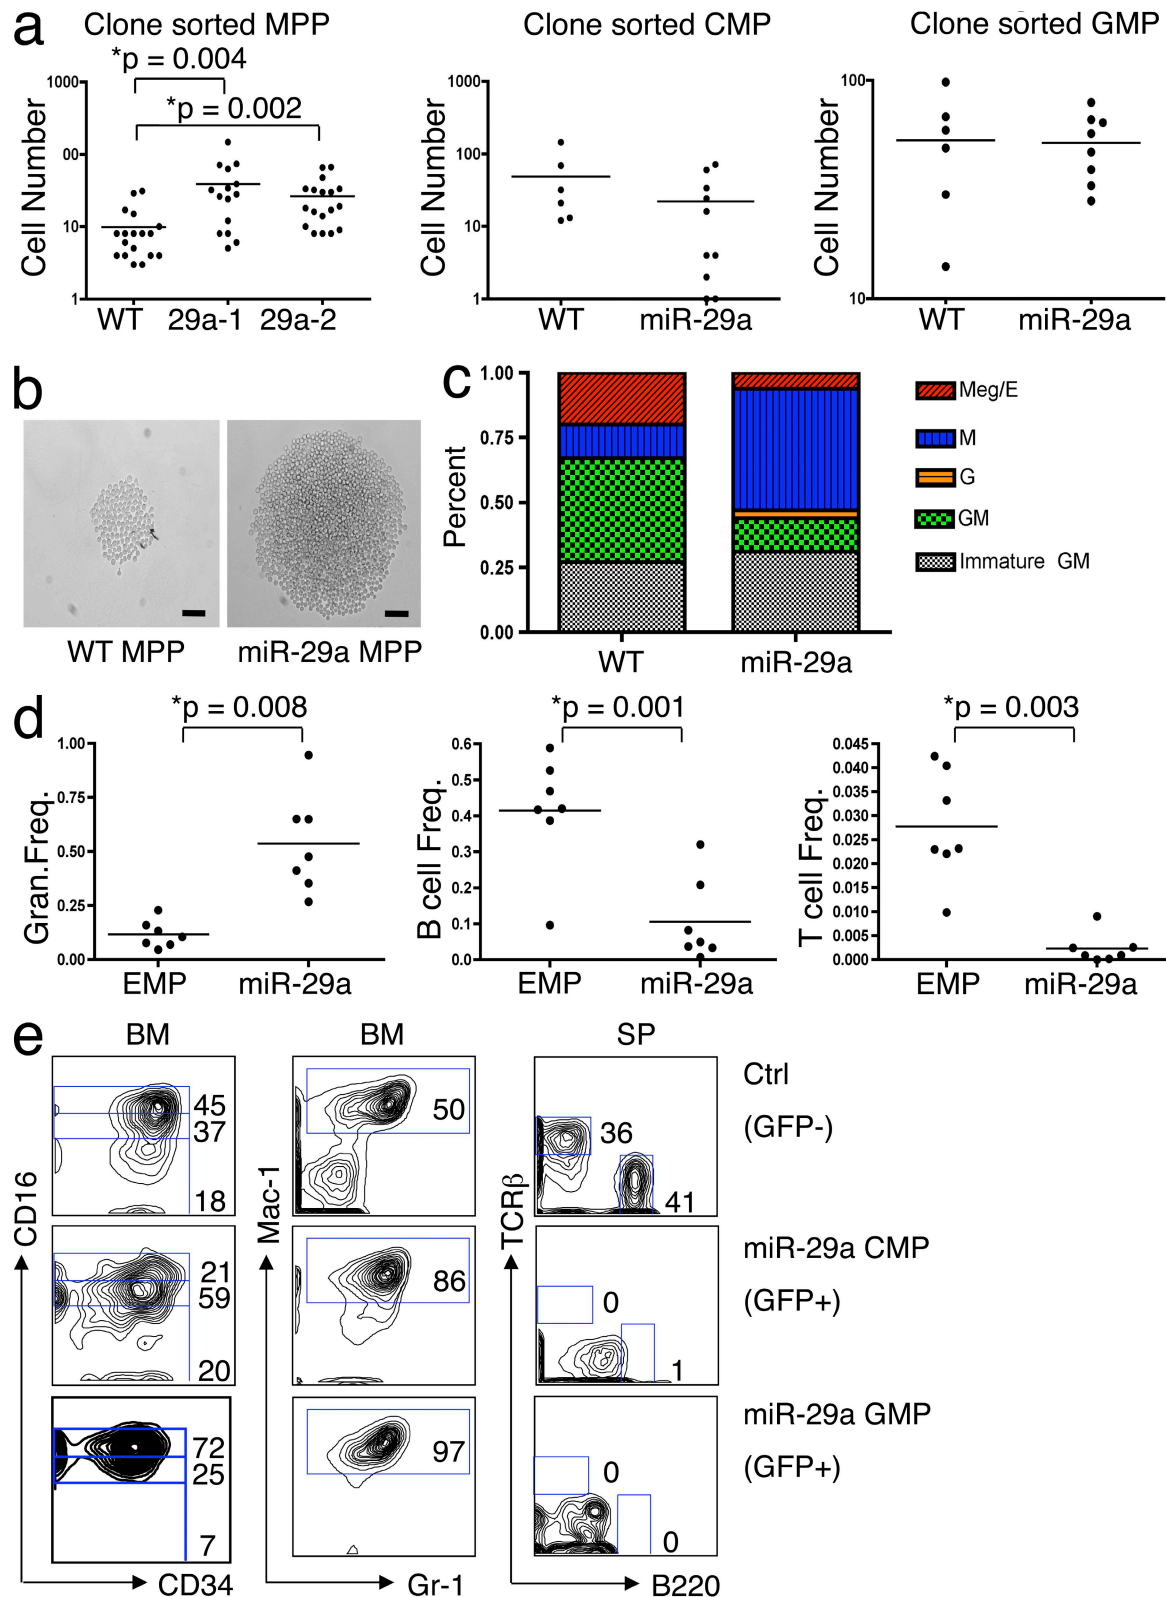 a
Clone sorted MPP
*p = 0.004
*p = 0.002
Cell Number
1000
00
10
1
WT 29a-1 29a-2
Clone sorted CMP
Cell Number
1000
100
10
1
WT miR-29a
Clone sorted GMP
Cell Number
100
10
WT miR-29a
b
WT MPP
miR-29a MPP
c
Percent
1.00
0.75
0.50
0.25
0.00
WT miR-29a
Meg/E
M
G
GM
Immature GM
d
*p = 0.008
Gran.Freq.
1.00
0.75
0.50
0.25
0.00
EMP miR-29a
*p = 0.001
B cell Freq.
0.6
0.5
0.4
0.3
0.2
0.1
0.0
EMP miR-29a
*p = 0.003
T cell Freq.
0.045
0.040
0.035
0.030
0.025
0.020
0.015
0.010
0.005
0.000
EMP miR-29a
e
BM
BM
SP
45
37
18
50
36
41
Ctrl
(GFP-)
21
59
20
86
0
1
miR-29a CMP
(GFP+)
72
25
7
97
0
0
miR-29a GMP
(GFP+)
CD16
CD34
Mac-1
Gr-1
TCRβ
B220